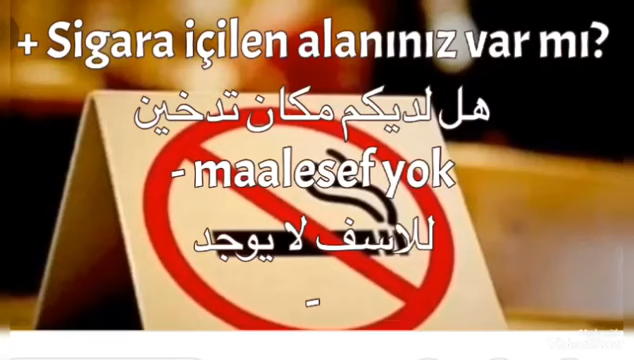 + Sigara içilen alanınız var mı?
هل لديكم مكان تدخين
- maalesef yok
للاسف لا يوجد
-